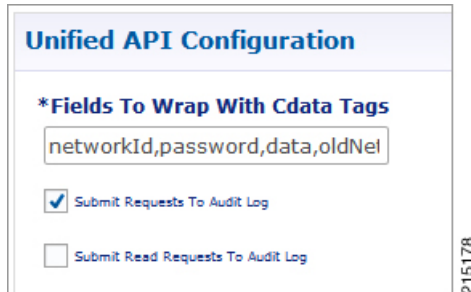 Unified API Configuration
*Fields To Wrap With Cdata Tags
networkId,password,data,oldNet
Submit Requests To Audit Log
Submit Read Requests To Audit Log
215178